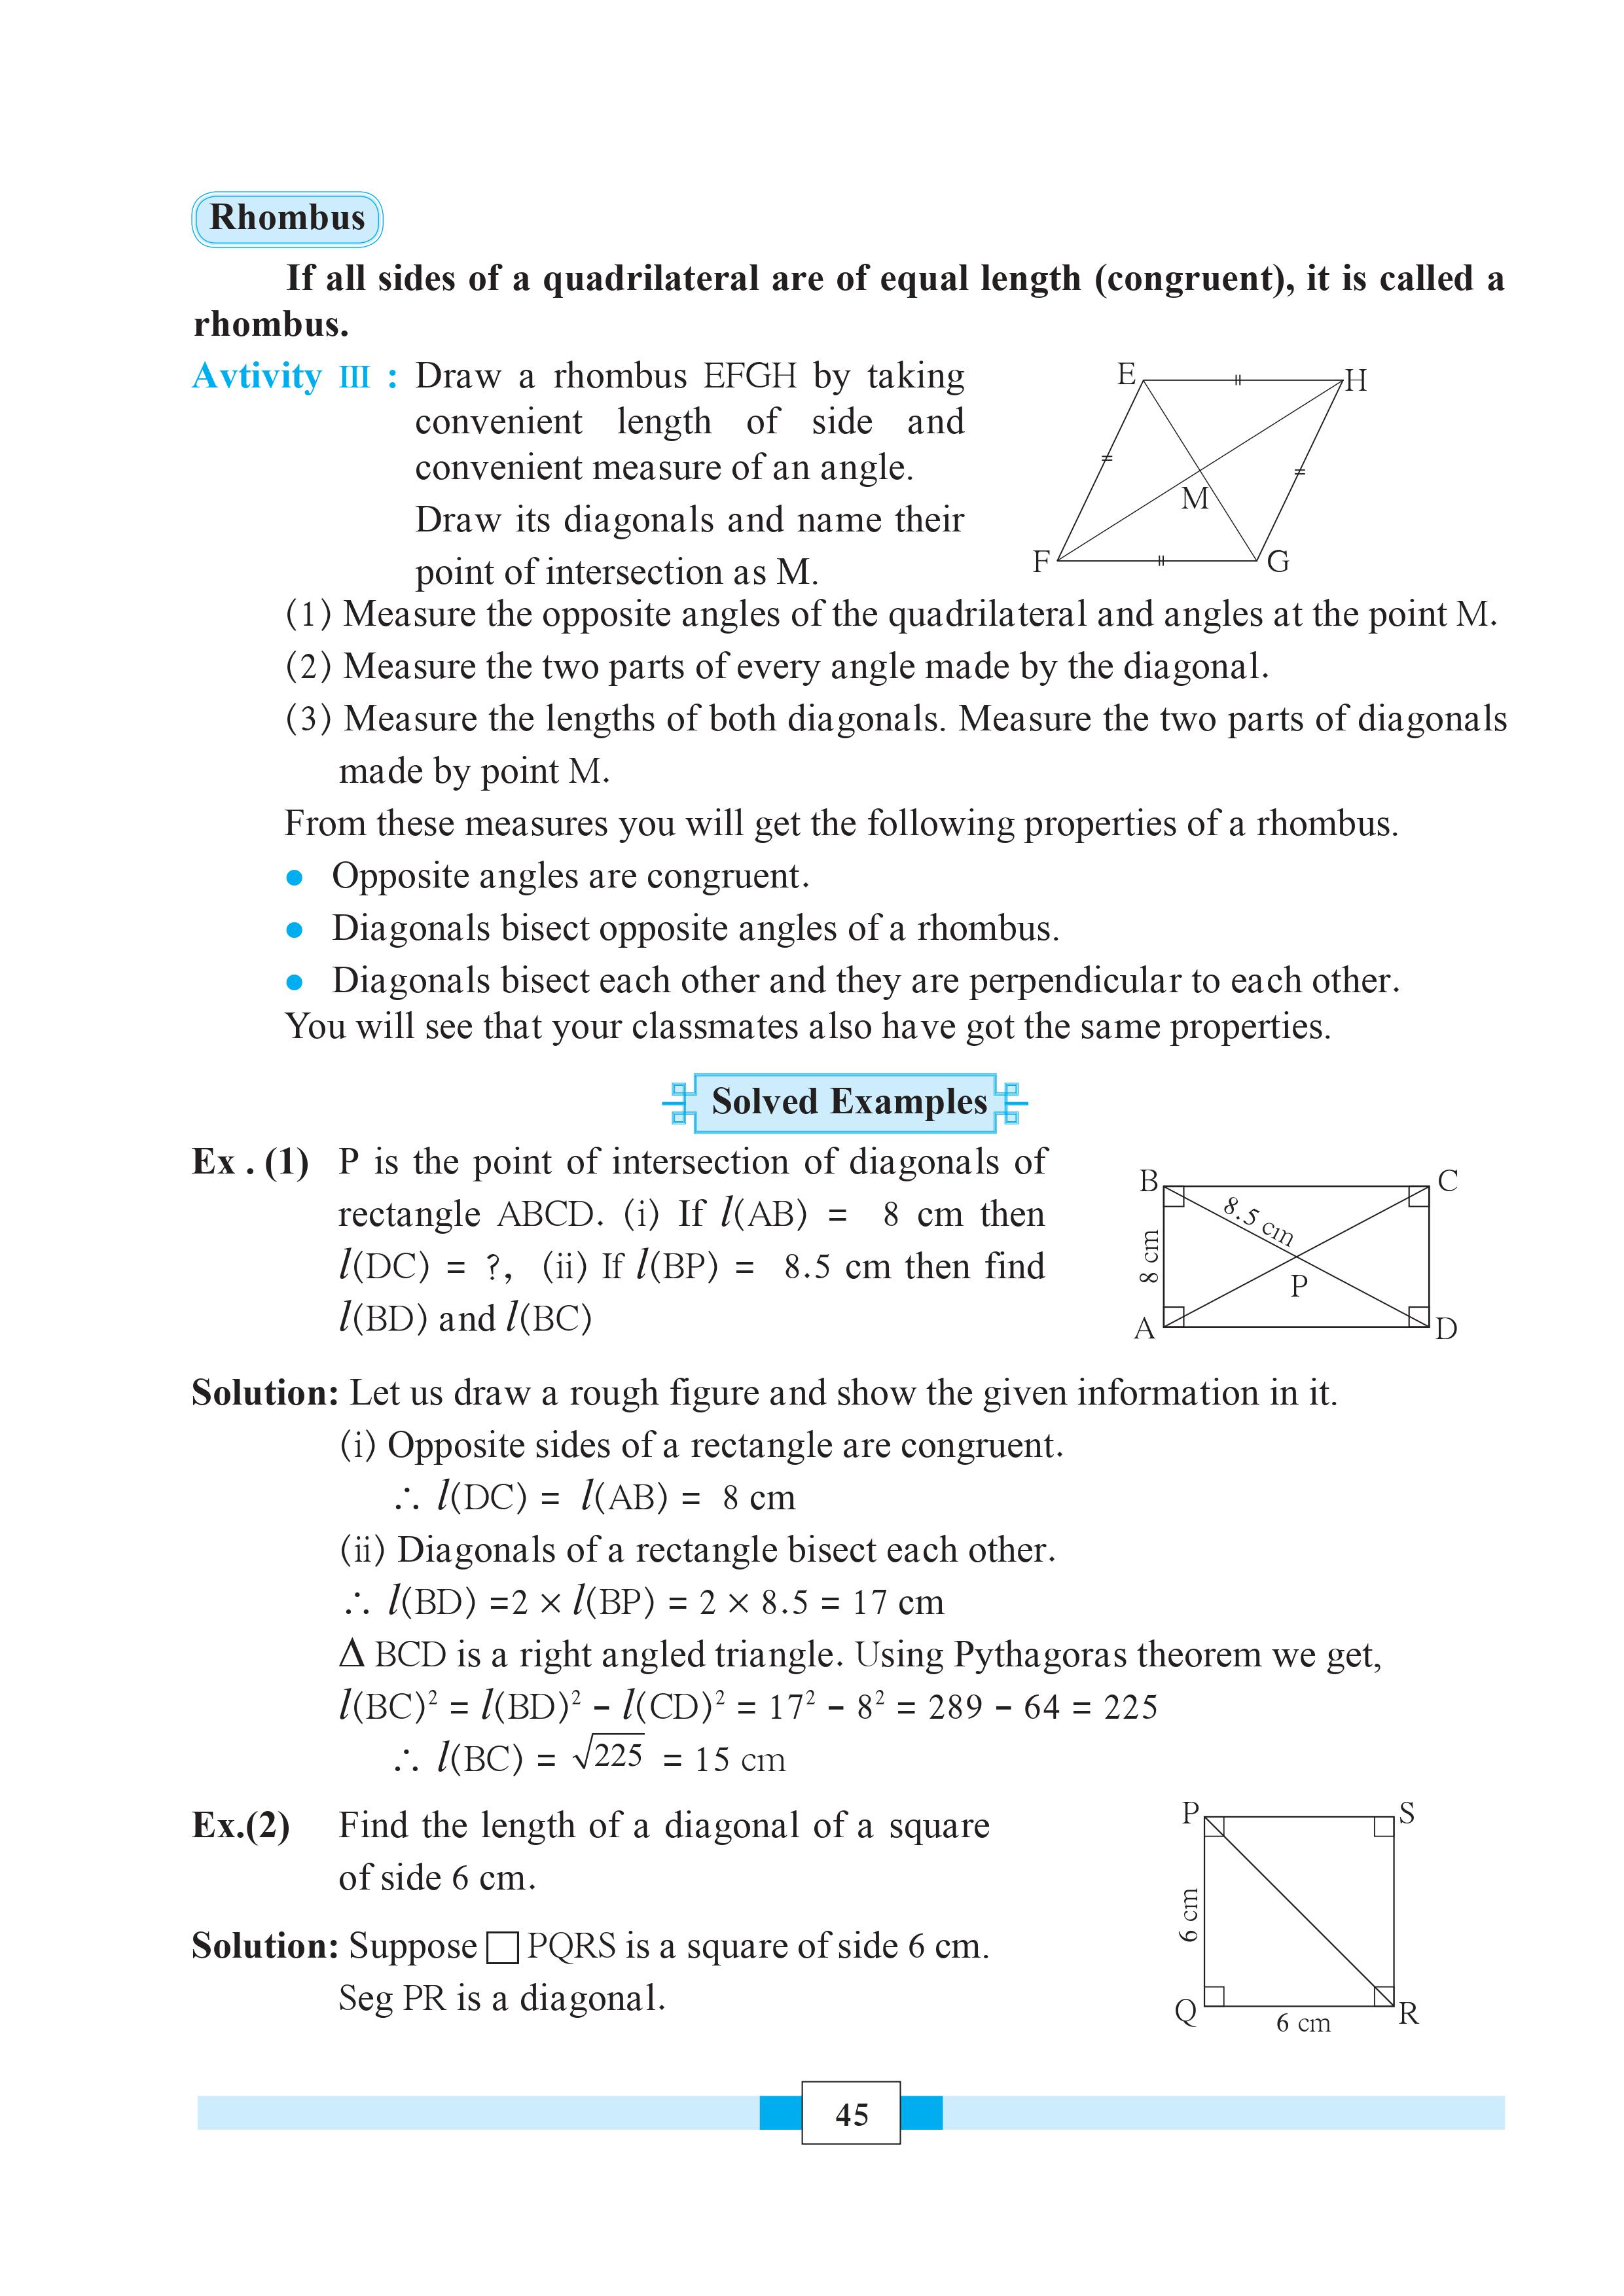 Rhombus
If all sides of a quadrilateral are of equal length (congruent), it is called a
rhombus.
Avtivity III : Draw a rhombus EFGH by taking
convenient length of side and
convenient measure of an angle.
Draw its diagonals and name their
point of intersection as M.
E
H
M
F
G
(1) Measure the opposite angles of the quadrilateral and angles at the point M.
(2) Measure the two parts of every angle made by the diagonal.
(3) Measure the lengths of both diagonals. Measure the two parts of diagonals
made by point M.
From these measures you will get the following properties of a rhombus.
● Opposite angles are congruent.
● Diagonals bisect opposite angles of a rhombus.
● Diagonals bisect each other and they are perpendicular to each other.
You will see that your classmates also have got the same properties.
Solved Examples
Ex . (1) P is the point of intersection of diagonals of
rectangle ABCD. (i) If l(AB) = 8 cm then
l(DC) = ?, (ii) If l(BP) = 8.5 cm then find
l(BD) and l(BC)
B
C
8.5 cm
8 cm
P
A
D
Solution: Let us draw a rough figure and show the given information in it.
(i) Opposite sides of a rectangle are congruent.
∴ l(DC) = l(AB) = 8 cm
(ii) Diagonals of a rectangle bisect each other.
∴ l(BD) =2 × l(BP) = 2 × 8.5 = 17 cm
Δ BCD is a right angled triangle. Using Pythagoras theorem we get,
l(BC)² = l(BD)² – l(CD)² = 17² – 8² = 289 – 64 = 225
∴ l(BC) = √225 = 15 cm
Ex.(2) Find the length of a diagonal of a square
of side 6 cm.
Solution: Suppose □ PQRS is a square of side 6 cm.
Seg PR is a diagonal.
P
S
6 cm
Q
R
6 cm
45